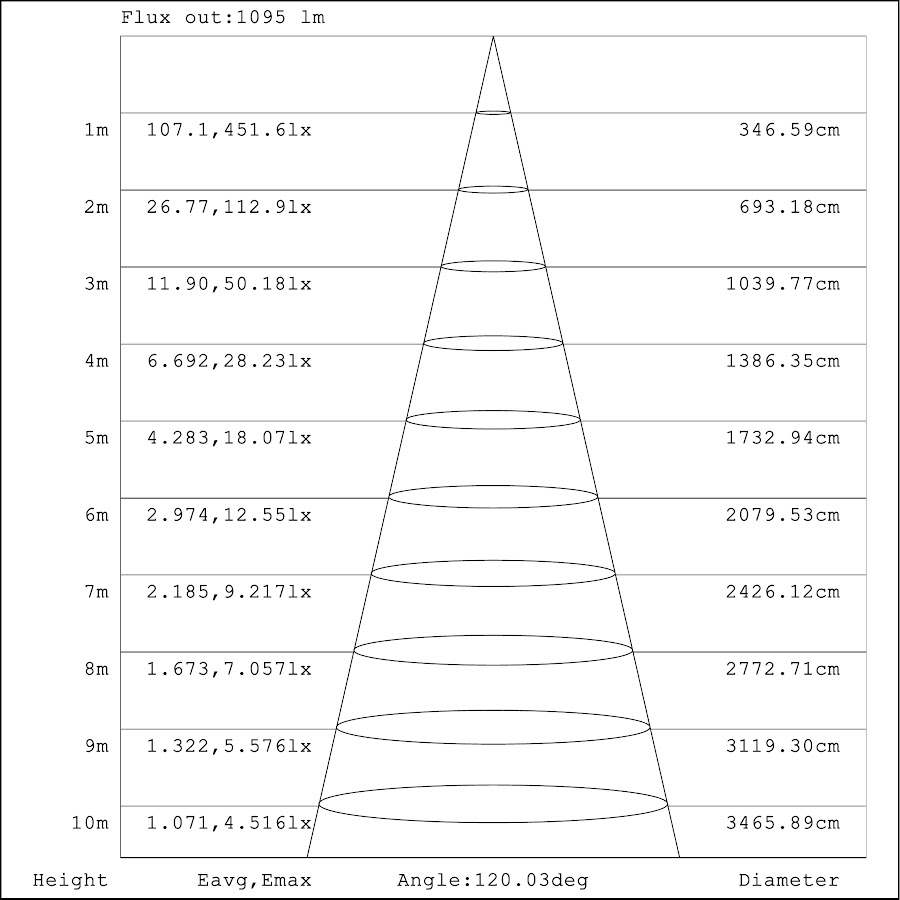 Flux out:1095 lm
1m 107.1,451.6lx 346.59cm
2m 26.77,112.9lx 693.18cm
3m 11.90,50.18lx 1039.77cm
4m 6.692,28.23lx 1386.35cm
5m 4.283,18.07lx 1732.94cm
6m 2.974,12.55lx 2079.53cm
7m 2.185,9.217lx 2426.12cm
8m 1.673,7.057lx 2772.71cm
9m 1.322,5.576lx 3119.30cm
10m 1.071,4.516lx 3465.89cm
Height Eavg,Emax Angle:120.03deg Diameter